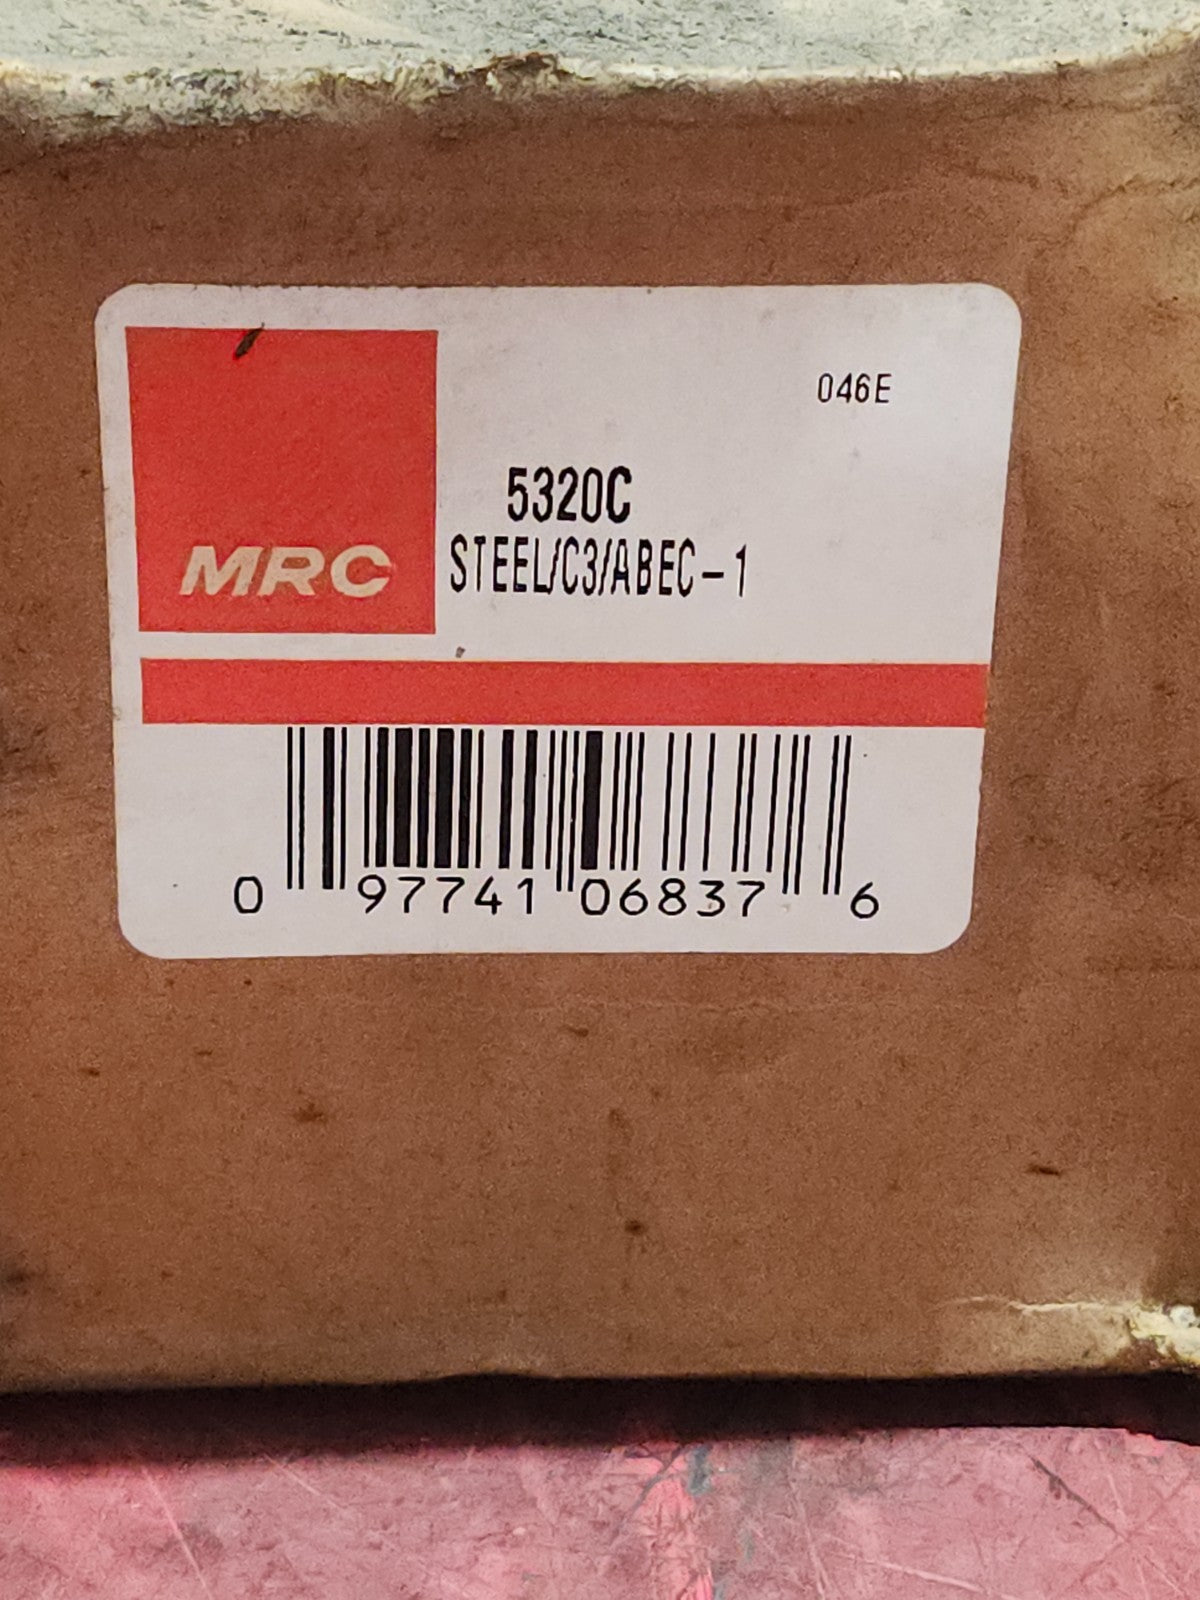 046E
5320C
MRC
STEEL/C3/ABEC-1
0 97741 06837 6